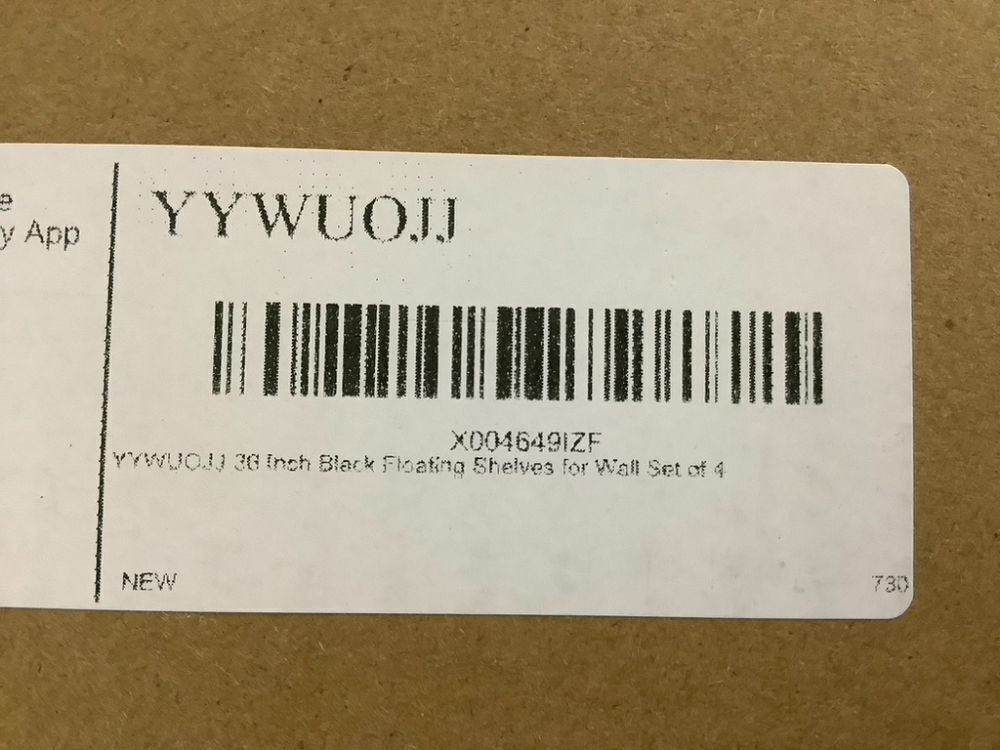 e
y App
YYWUOJJ
X004649IZF
YYWUOJJ 36 Inch Black Floating Shelves for Wall Set of 4
NEW
730